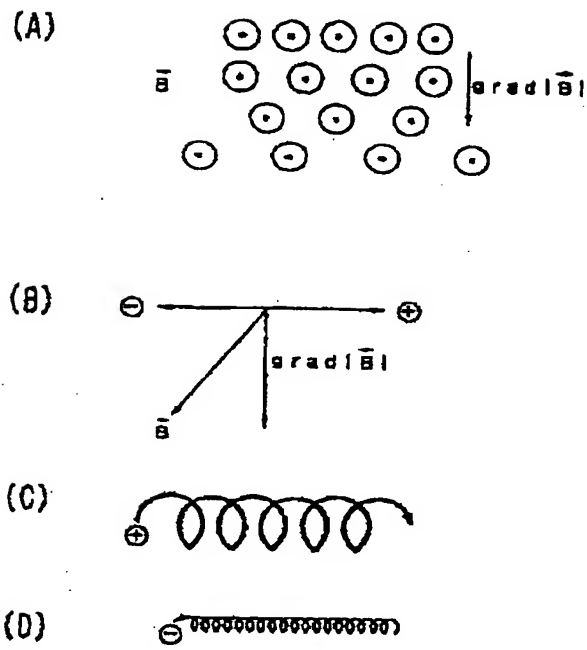 (A)
B̄ grad|B⃗|
(B)
⊖ ⊕
grad|B̄|
B̄
(C)
⊕
(D)
⊖